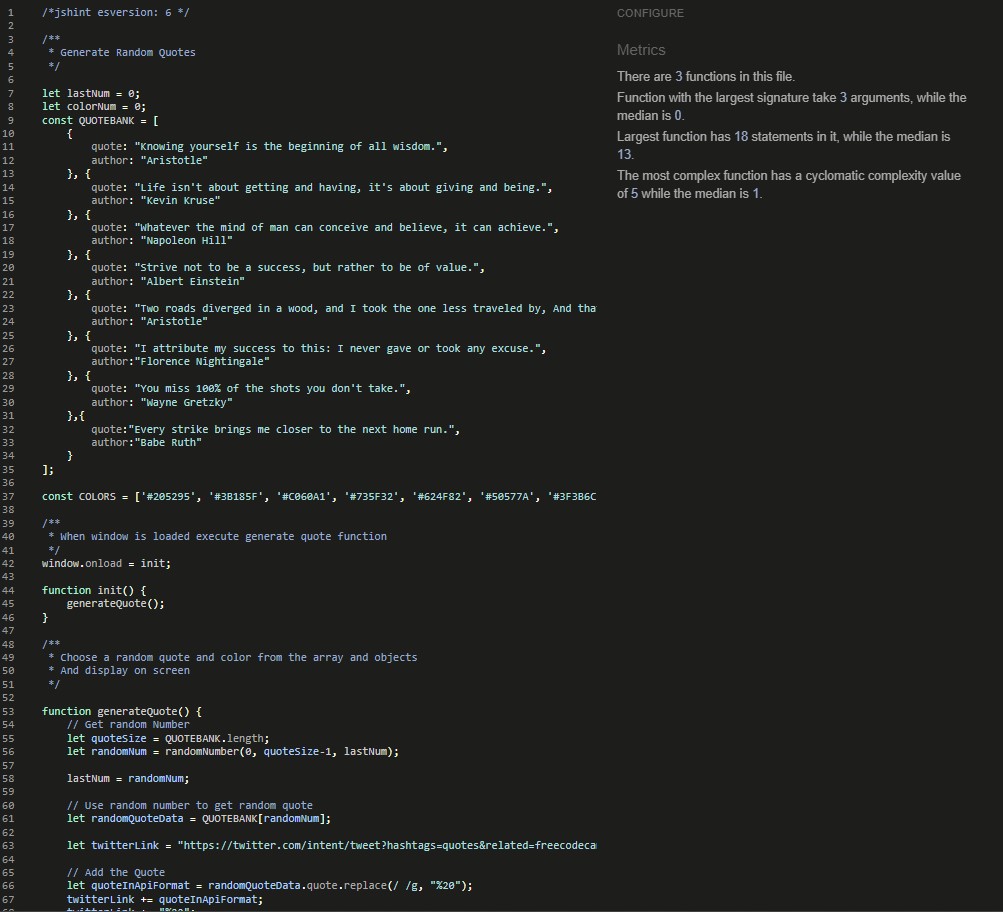 1 /*jshint esversion: 6 */
2
3 /**
4  * Generate Random Quotes
5  */
6
7 let lastNum = 0;
8 let colorNum = 0;
9 const QUOTEBANK = [
10     {
11         quote: "Knowing yourself is the beginning of all wisdom.",
12         author: "Aristotle"
13     }, {
14         quote: "Life isn't about getting and having, it's about giving and being.",
15         author: "Kevin Kruse"
16     }, {
17         quote: "Whatever the mind of man can conceive and believe, it can achieve.",
18         author: "Napoleon Hill"
19     }, {
20         quote: "Strive not to be a success, but rather to be of value.",
21         author: "Albert Einstein"
22     }, {
23         quote: "Two roads diverged in a wood, and I took the one less traveled by, And tha
24         author: "Aristotle"
25     }, {
26         quote: "I attribute my success to this: I never gave or took any excuse.",
27         author:"Florence Nightingale"
28     }, {
29         quote: "You miss 100% of the shots you don't take.",
30         author: "Wayne Gretzky"
31     },{
32         quote:"Every strike brings me closer to the next home run.",
33         author:"Babe Ruth"
34     }
35 ];
36
37 const COLORS = ['#205295', '#3B185F', '#C060A1', '#735F32', '#624F82', '#50577A', '#3F3B6C
38
39 /**
40  * When window is loaded execute generate quote function
41  */
42 window.onload = init;
43
44 function init() {
45     generateQuote();
46 }
47
48 /**
49  * Choose a random quote and color from the array and objects
50  * And display on screen
51  */
52
53 function generateQuote() {
54     // Get random Number
55     let quoteSize = QUOTEBANK.length;
56     let randomNum = randomNumber(0, quoteSize-1, lastNum);
57
58     lastNum = randomNum;
59
60     // Use random number to get random quote
61     let randomQuoteData = QUOTEBANK[randomNum];
62
63     let twitterLink = "https://twitter.com/intent/tweet?hashtags=quotes&related=freecodeca
64
65     // Add the Quote
66     let quoteInApiFormat = randomQuoteData.quote.replace(/ /g, "%20");
67     twitterLink += quoteInApiFormat;
CONFIGURE
Metrics
There are 3 functions in this file.
Function with the largest signature take 3 arguments, while the
median is 0.
Largest function has 18 statements in it, while the median is
13.
The most complex function has a cyclomatic complexity value
of 5 while the median is 1.